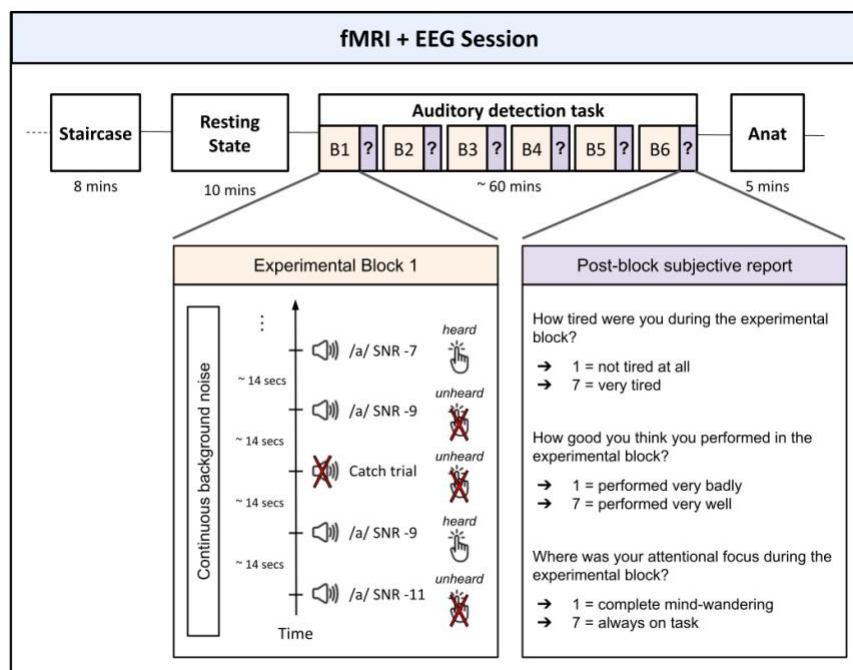 fMRI + EEG Session
Staircase
8 mins
Resting
State
10 mins
Auditory detection task
B1 ? B2 ? B3 ? B4 ? B5 ? B6 ?
~ 60 mins
Anat
5 mins
Experimental Block 1
Continuous background noise
⋮
/a/ SNR -7
heard
~ 14 secs
/a/ SNR -9
unheard
~ 14 secs
Catch trial
unheard
~ 14 secs
/a/ SNR -9
heard
~ 14 secs
/a/ SNR -11
unheard
Time
Post-block subjective report
How tired were you during the experimental
block?
➔ 1 = not tired at all
➔ 7 = very tired
How good you think you performed in the
experimental block?
➔ 1 = performed very badly
➔ 7 = performed very well
Where was your attentional focus during the
experimental block?
➔ 1 = complete mind-wandering
➔ 7 = always on task